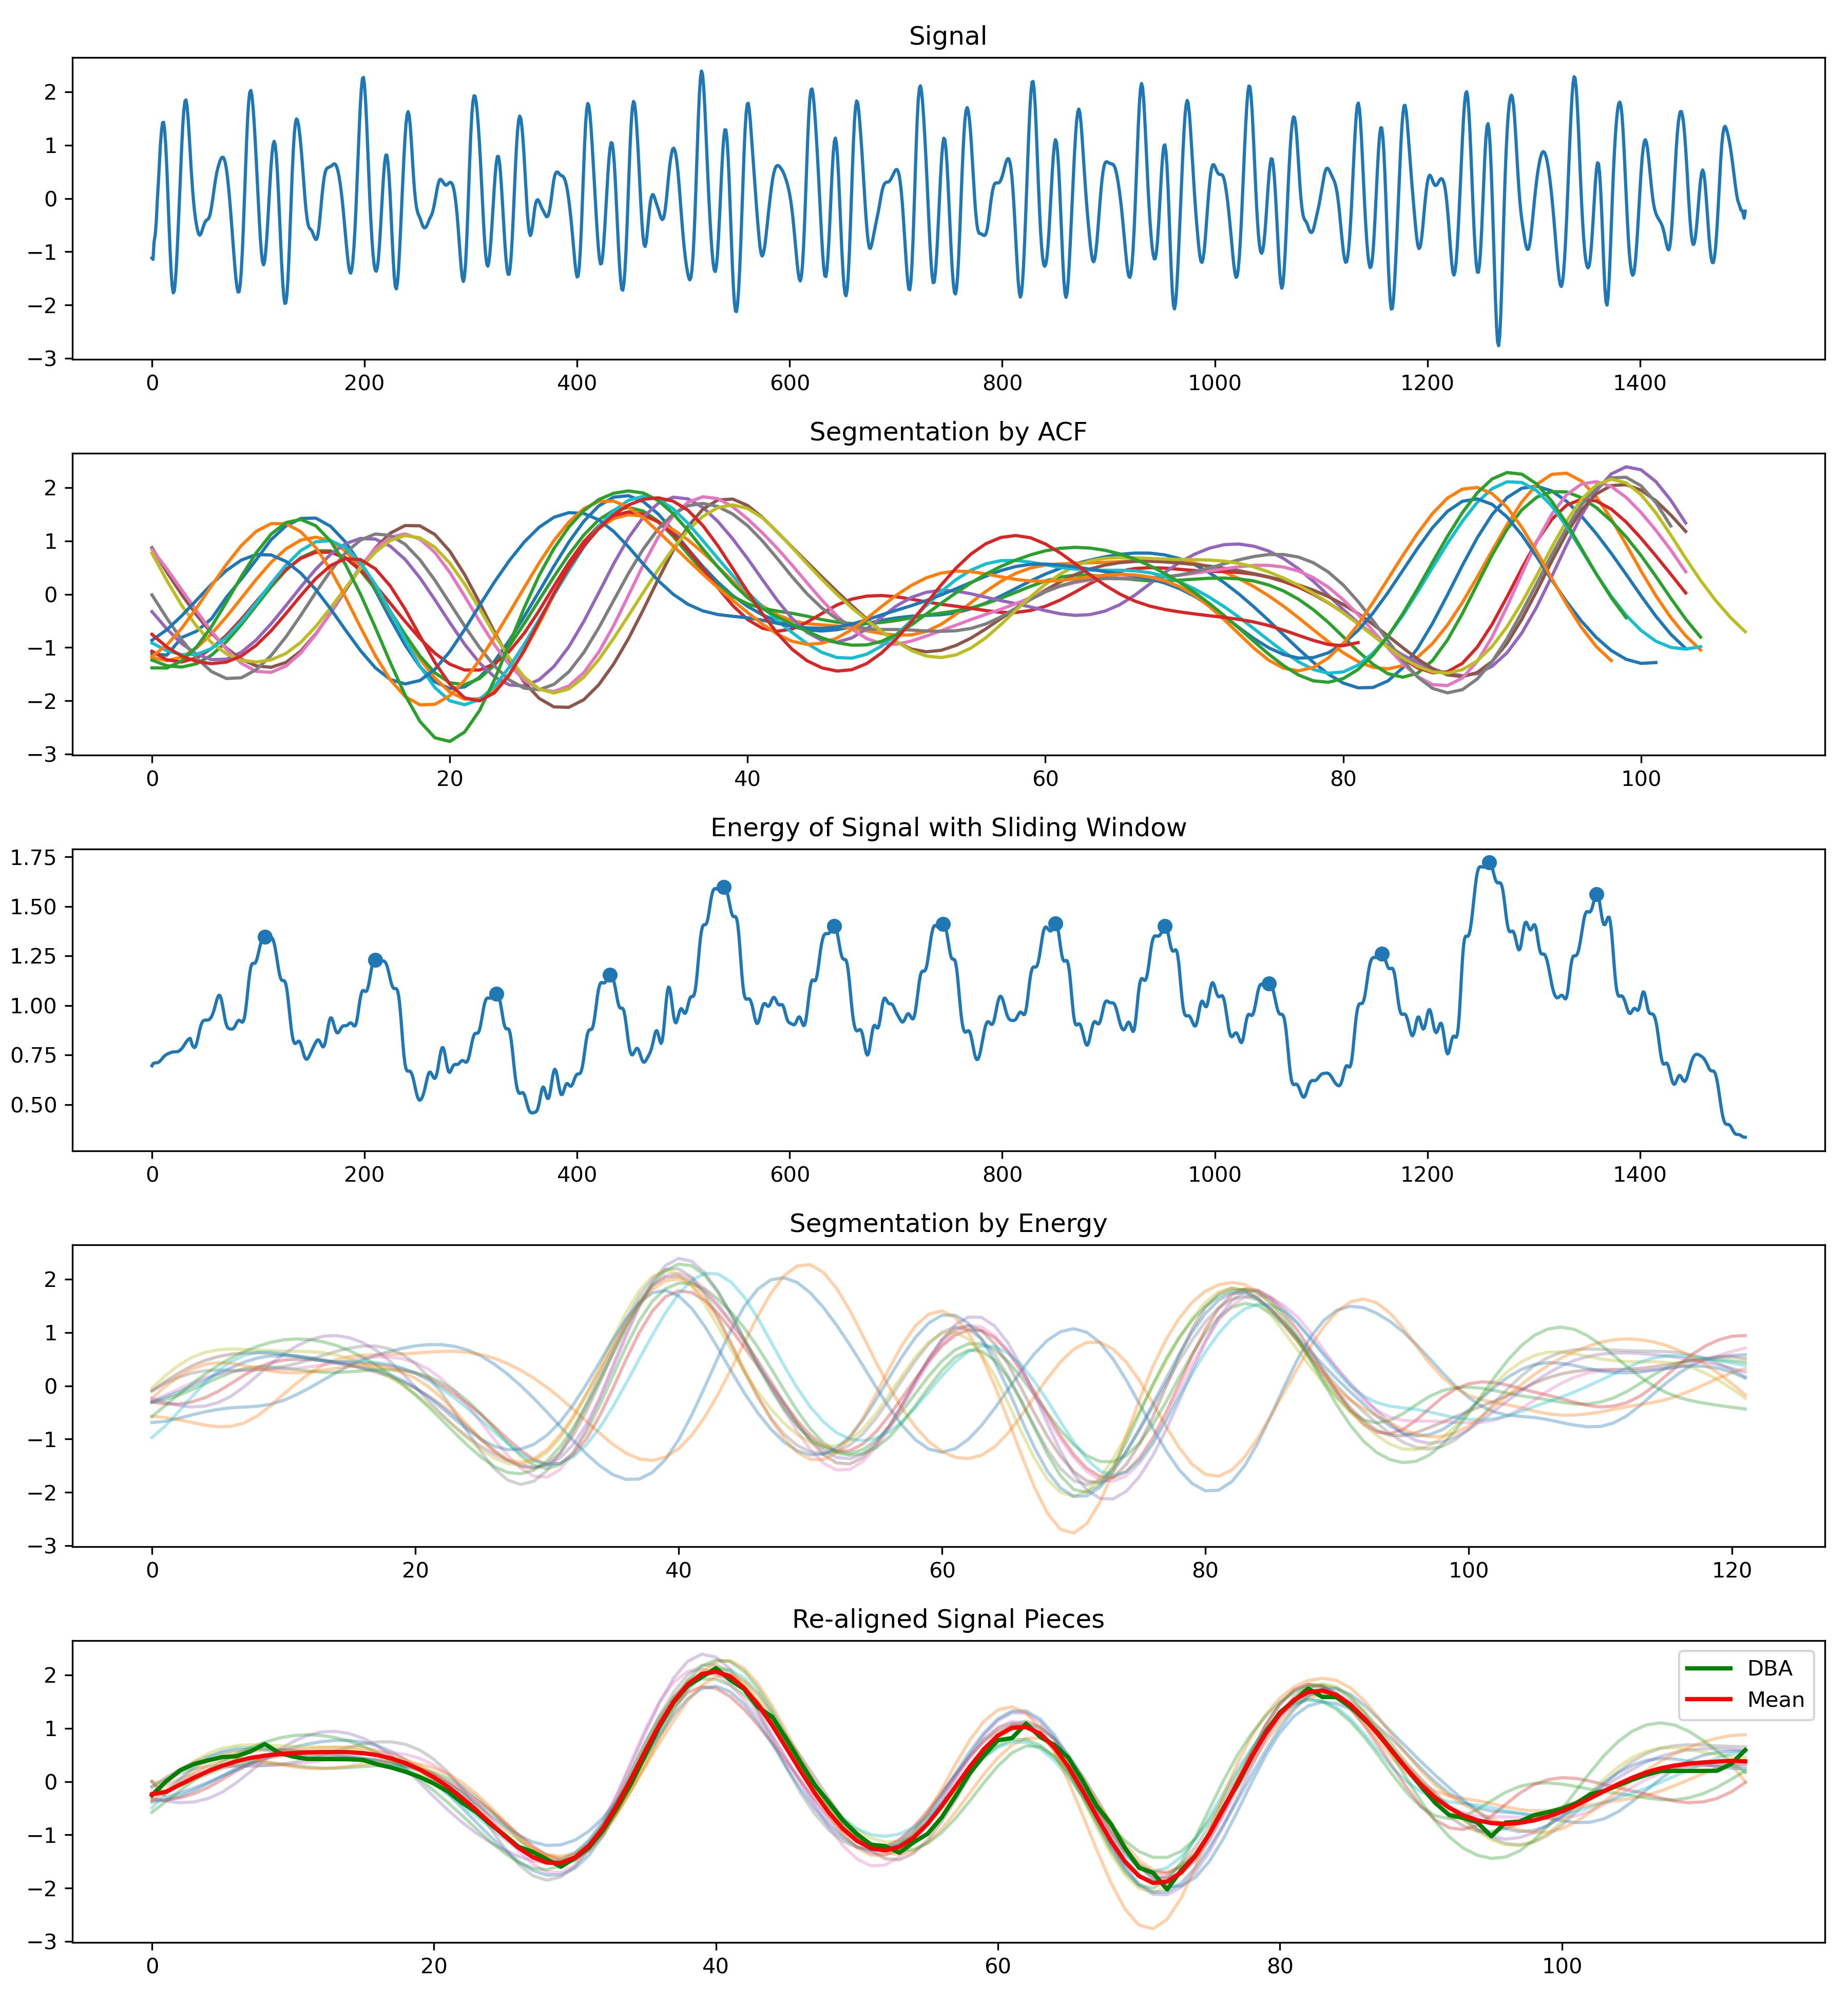 Signal
2
1
0
−1
−2
−3
0 200 400 600 800 1000 1200 1400
Segmentation by ACF
2
1
0
−1
−2
−3
0 20 40 60 80 100
Energy of Signal with Sliding Window
1.75
1.50
1.25
1.00
0.75
0.50
0 200 400 600 800 1000 1200 1400
Segmentation by Energy
2
1
0
−1
−2
−3
0 20 40 60 80 100 120
Re-aligned Signal Pieces
DBA
Mean
2
1
0
−1
−2
−3
0 20 40 60 80 100